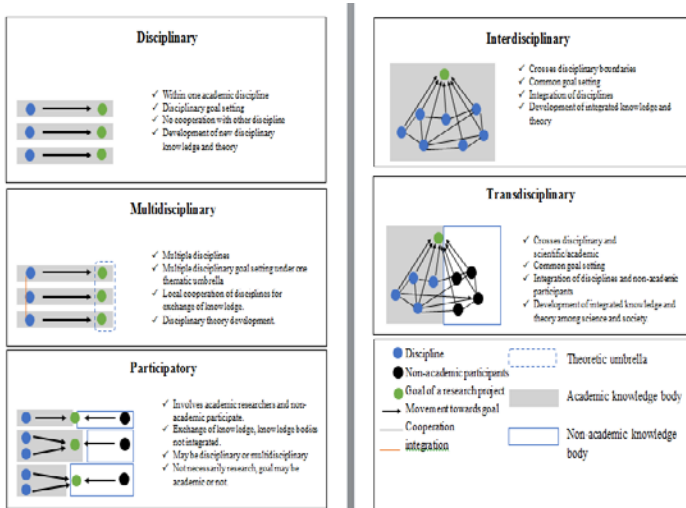 Disciplinary
✓ Within one academic discipline
✓ Disciplinary goal setting
✓ No cooperation with other discipline
✓ Development of new disciplinary
knowledge and theory
Multidisciplinary
✓ Multiple disciplines
✓ Multiple disciplinary goal setting under one
thematic umbrella
✓ Local cooperation of disciplines for
exchange of knowledge.
✓ Disciplinary theory development.
Participatory
✓ Involves academic researchers and non-
academic participate.
✓ Exchange of knowledge, knowledge bodies
not integrated.
✓ May be disciplinary or multidisciplinary
✓ Not necessarily research, goal may be
academic or not.
Interdisciplinary
✓ Crosses disciplinary boundaries
✓ Common goal setting
✓ Integration of disciplines
✓ Development of integrated knowledge and
theory
Transdisciplinary
✓ Crosses disciplinary and
scientific/academic
✓ Common goal setting
✓ Integration of disciplines and non-academic
participants
✓ Development of integrated knowledge and
theory among science and society
Discipline
Non-academic participants
Goal of a research project
Movement towards goal
Cooperation
integration
Theoretic umbrella
Academic knowledge body
Non-academic knowledge
body